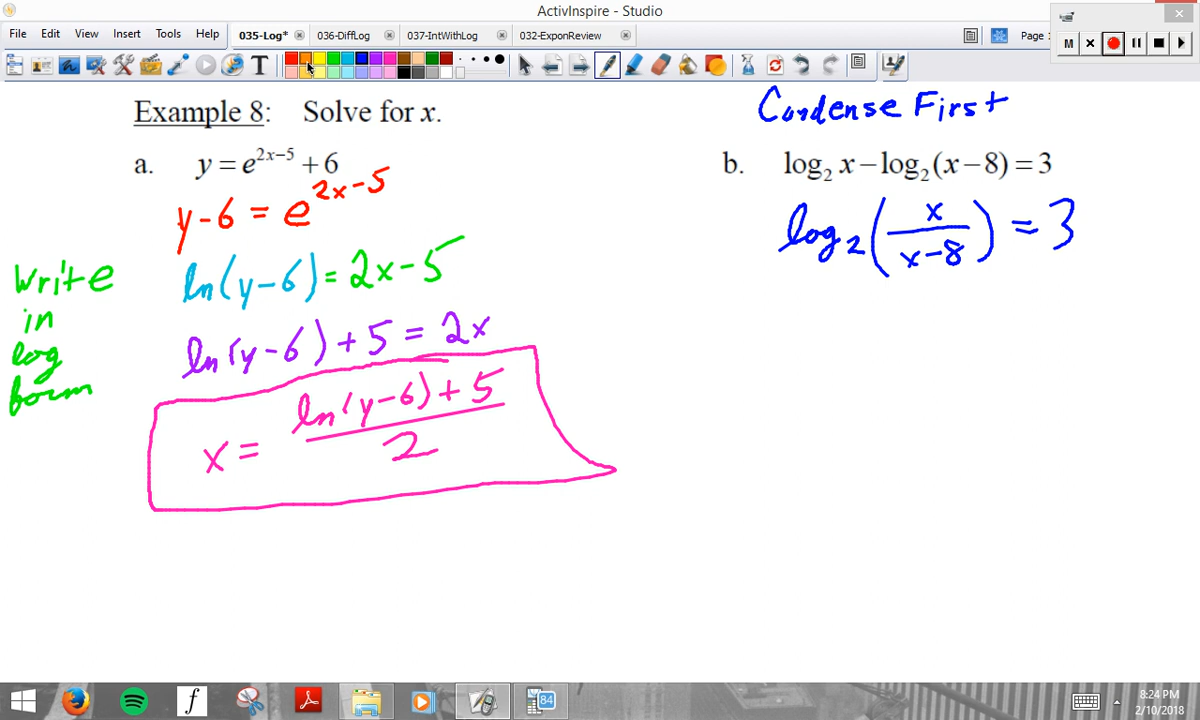 ActivInspire - Studio
File Edit View Insert Tools Help 035-Log* 036-DiffLog 037-IntWithLog 032-ExponReview Page
M
T
Condense First
Example 8: Solve for x.
a. y = e^{2x−5} + 6
y - 6 = e^{2x-5}
ln(y-6) = 2x-5
Write
in
log
form
ln(y-6) + 5 = 2x
x = \frac{ln(y-6)+5}{2}
b. log₂ x − log₂ (x − 8) = 3
log₂(\frac{x}{x-8}) = 3
f
84
8:24 PM
2/10/2018